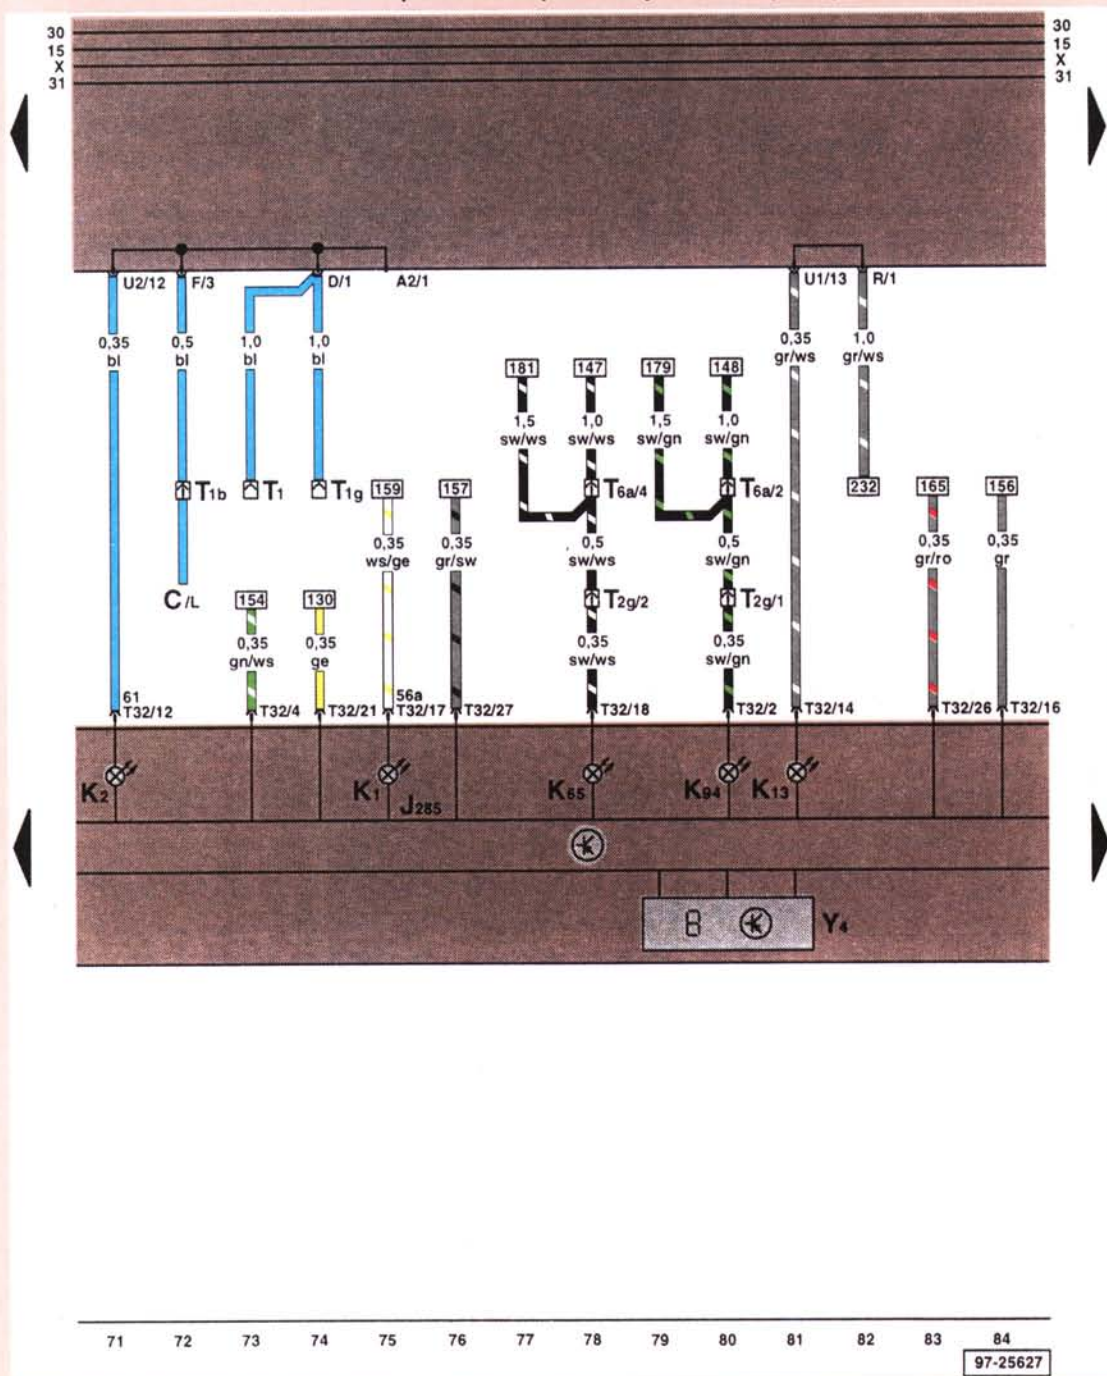 30 30
15 15
X X
31 31
U2/12 F/3 D/1 A2/1 U1/13 R/1
0,35 0,5 1,0 1,0 0,35 1,0
bl bl bl bl gr/ws gr/ws
181 147 179 148
1,5 1,0 1,5 1,0
sw/ws sw/ws sw/gn sw/gn
T1b T1 T1g 159 157 T6a/4 T6a/2 232 165 156
0,35 0,35 0,5 0,5 0,35 0,35
ws/ge gr/sw sw/ws sw/gn gr/ro gr
C/L 154 130 T2g/2 T2g/1
0,35 0,35 0,35 0,35
gn/ws ge sw/ws sw/gn
61 56a
T32/12 T32/4 T32/21 T32/17 T32/27 T32/18 T32/2 T32/14 T32/26 T32/16
K2 K1 J285 K65 K94 K13
8 Y4
71 72 73 74 75 76 77 78 79 80 81 82 83 84
97-25627